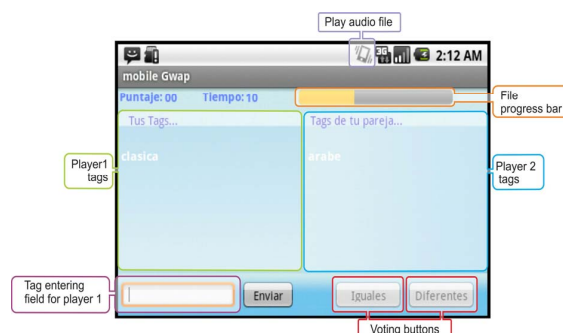 Play audio file
3G
2:12 AM
mobile Gwap
Puntaje: 00 Tiempo: 10
File
progress bar
Tus Tags...
Tags de tu pareja...
clasica
arabe
Player1
tags
Player 2
tags
Tag entering
field for player 1
Enviar
Iguales
Diferentes
Voting buttons